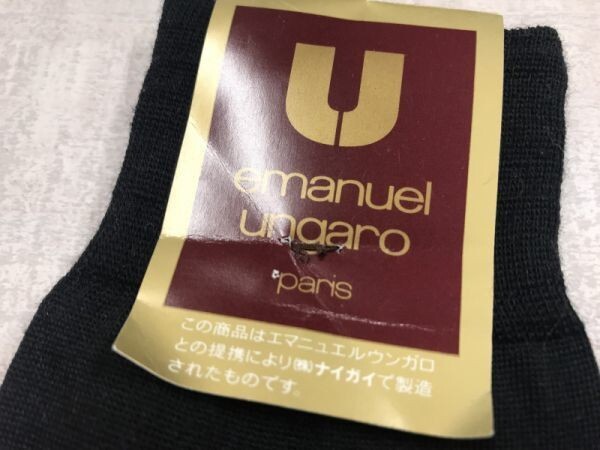 U
emanuel
ungaro
paris
この商品はエマニュエルウンガロ
との提携により㈱ナイガイで製造
されたものです。